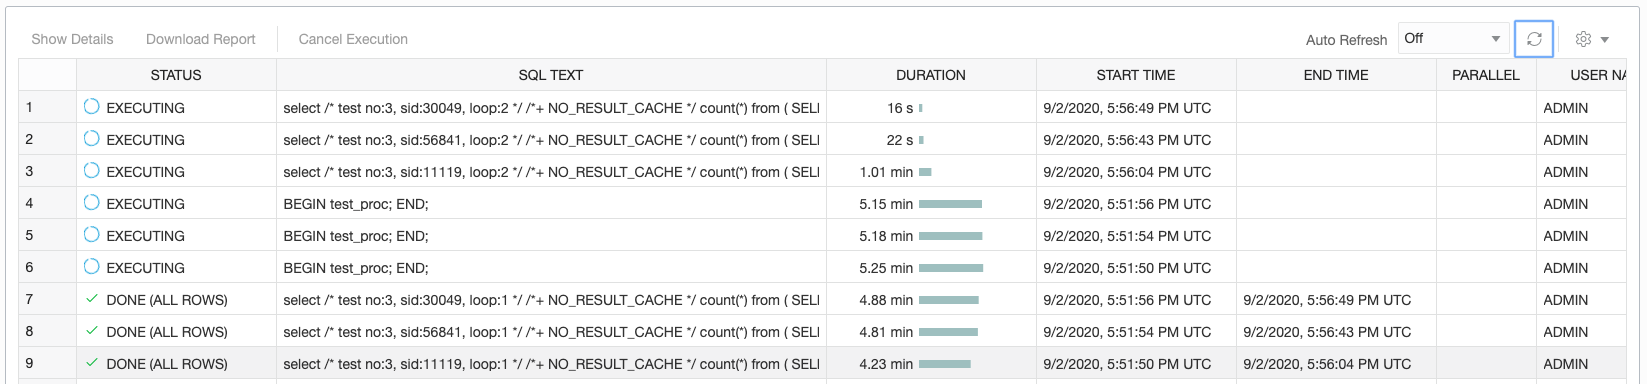 Show Details Download Report Cancel Execution Auto Refresh Off
STATUS SQL TEXT DURATION START TIME END TIME PARALLEL USER NA
1 EXECUTING select /* test no:3, sid:30049, loop:2 */ /*+ NO_RESULT_CACHE */ count(*) from ( SELI 16 s 9/2/2020, 5:56:49 PM UTC ADMIN
2 EXECUTING select /* test no:3, sid:56841, loop:2 */ /*+ NO_RESULT_CACHE */ count(*) from ( SELI 22 s 9/2/2020, 5:56:43 PM UTC ADMIN
3 EXECUTING select /* test no:3, sid:11119, loop:2 */ /*+ NO_RESULT_CACHE */ count(*) from ( SELI 1.01 min 9/2/2020, 5:56:04 PM UTC ADMIN
4 EXECUTING BEGIN test_proc; END; 5.15 min 9/2/2020, 5:51:56 PM UTC ADMIN
5 EXECUTING BEGIN test_proc; END; 5.18 min 9/2/2020, 5:51:54 PM UTC ADMIN
6 EXECUTING BEGIN test_proc; END; 5.25 min 9/2/2020, 5:51:50 PM UTC ADMIN
7 DONE (ALL ROWS) select /* test no:3, sid:30049, loop:1 */ /*+ NO_RESULT_CACHE */ count(*) from ( SELI 4.88 min 9/2/2020, 5:51:56 PM UTC 9/2/2020, 5:56:49 PM UTC ADMIN
8 DONE (ALL ROWS) select /* test no:3, sid:56841, loop:1 */ /*+ NO_RESULT_CACHE */ count(*) from ( SELI 4.81 min 9/2/2020, 5:51:54 PM UTC 9/2/2020, 5:56:43 PM UTC ADMIN
9 DONE (ALL ROWS) select /* test no:3, sid:11119, loop:1 */ /*+ NO_RESULT_CACHE */ count(*) from ( SELI 4.23 min 9/2/2020, 5:51:50 PM UTC 9/2/2020, 5:56:04 PM UTC ADMIN